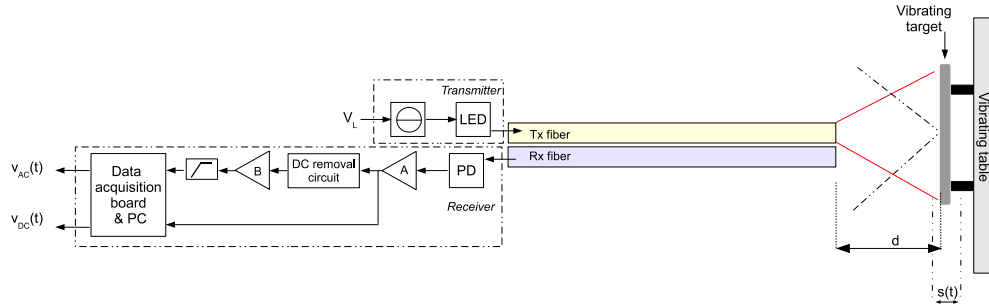 Vibrating
target
Transmitter
V_L
LED
Tx fiber
Rx fiber
Vibrating table
v_AC(t)
v_DC(t)
Data
acquisition
board
& PC
B
DC removal
circuit
A
PD
Receiver
d
s(t)